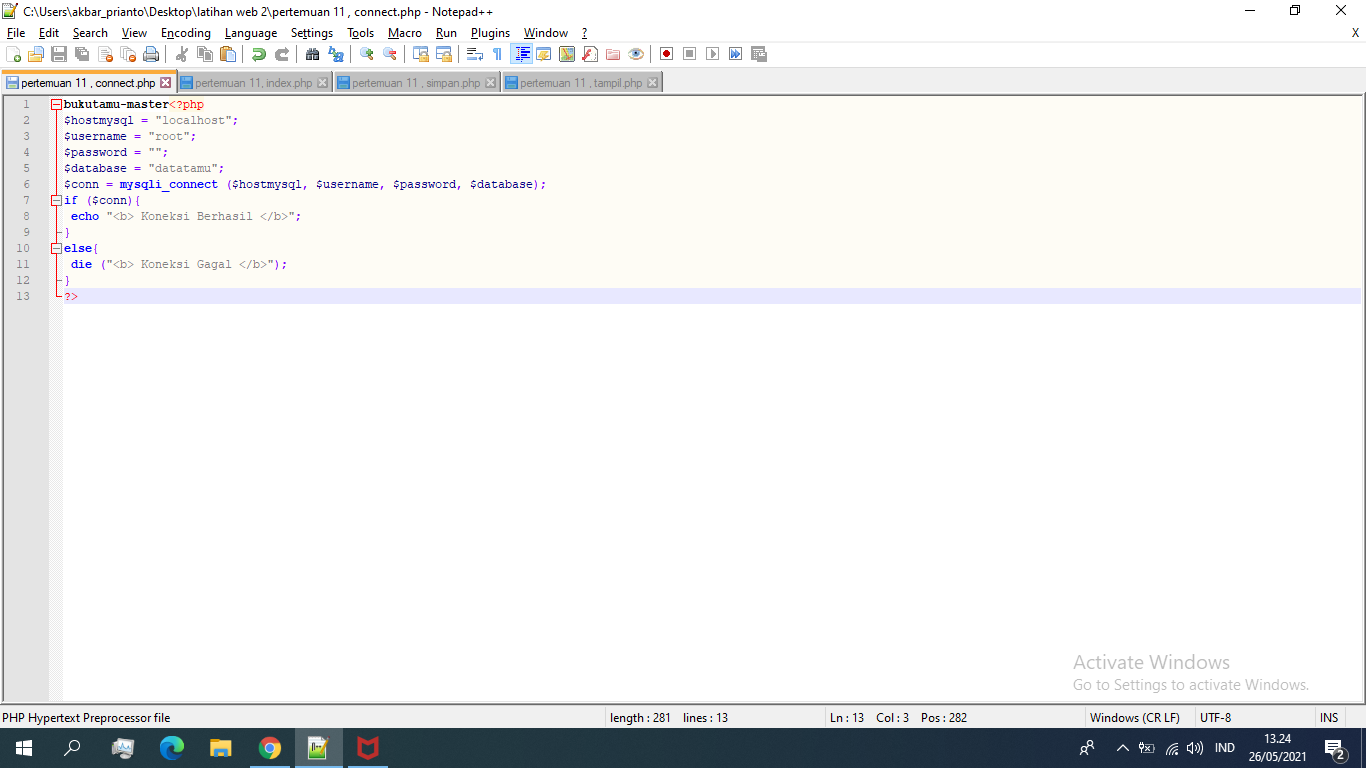 C:\Users\akbar_prianto\Desktop\latihan web 2\pertemuan 11 , connect.php - Notepad++
File Edit Search View Encoding Language Settings Tools Macro Run Plugins Window ? X
pertemuan 11 , connect.php pertemuan 11, index.php pertemuan 11 , simpan.php pertemuan 11 , tampil.php
1 bukutamu-master<?php
2 $hostmysql = "localhost";
3 $username = "root";
4 $password = "";
5 $database = "datatamu";
6 $conn = mysqli_connect ($hostmysql, $username, $password, $database);
7 if ($conn){
8 echo "<b> Koneksi Berhasil </b>";
9 }
10 else{
11 die ("<b> Koneksi Gagal </b>");
12 }
13 ?>
Activate Windows
Go to Settings to activate Windows.
PHP Hypertext Preprocessor file length : 281 lines : 13 Ln : 13 Col : 3 Pos : 282 Windows (CR LF) UTF-8 INS
IND 13.24
26/05/2021 2